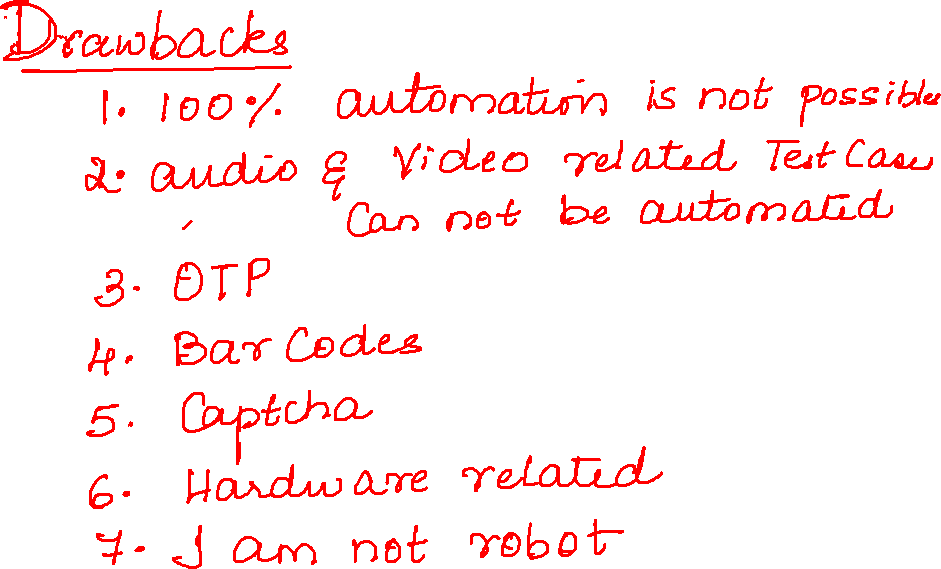 Drawbacks
1. 100% automation is not possible
2. audio & Video related Test Case
Can not be automated
3. OTP
4. Bar Codes
5. Captcha
6. Hardware related
7. I am not robot